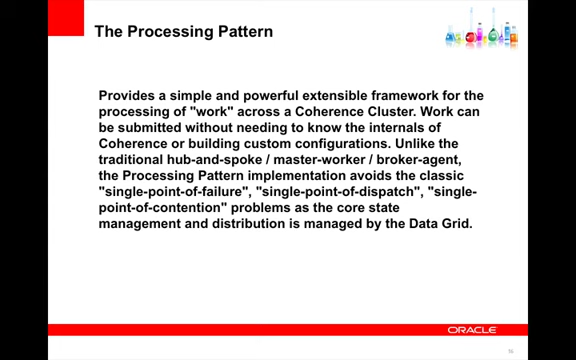 The Processing Pattern
Provides a simple and powerful extensible framework for the
processing of "work" across a Coherence Cluster. Work can
be submitted without needing to know the internals of
Coherence or building custom configurations. Unlike the
traditional hub-and-spoke / master-worker / broker-agent,
the Processing Pattern implementation avoids the classic
"single-point-of-failure", "single-point-of-dispatch", "single-
point-of-contention" problems as the core state
management and distribution is managed by the Data Grid.
ORACLE
16